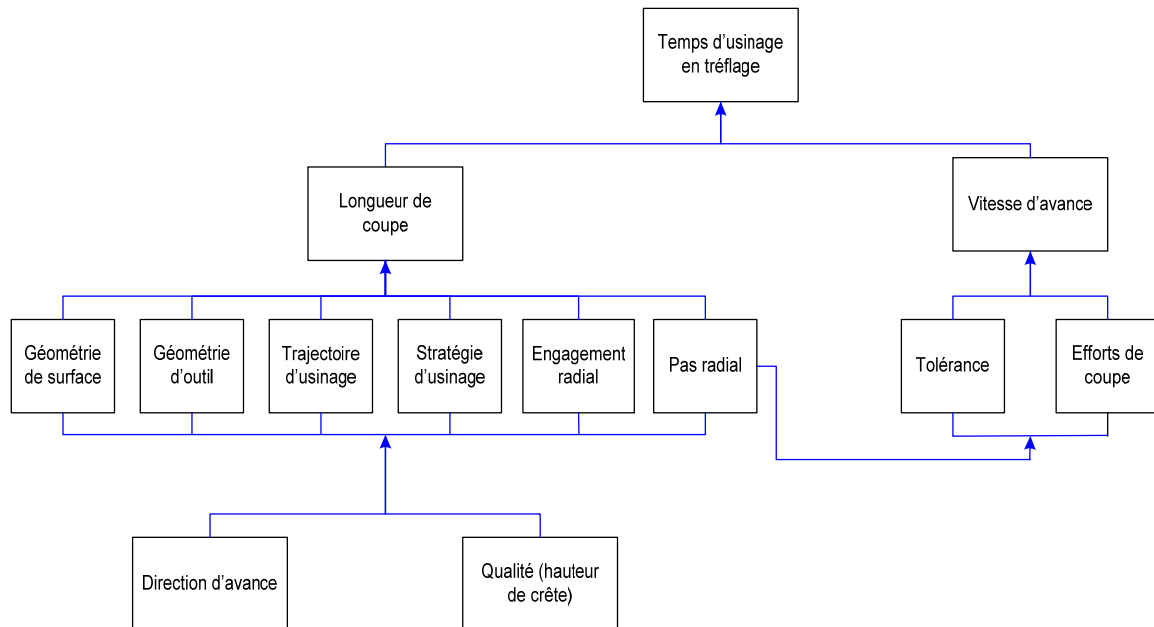 Temps d'usinage
en tréflage
Longueur de
coupe
Vitesse d'avance
Géométrie
de surface
Géométrie
d'outil
Trajectoire
d'usinage
Stratégie
d'usinage
Engagement
radial
Pas radial
Tolérance
Efforts de
coupe
Direction d'avance
Qualité (hauteur
de crête)